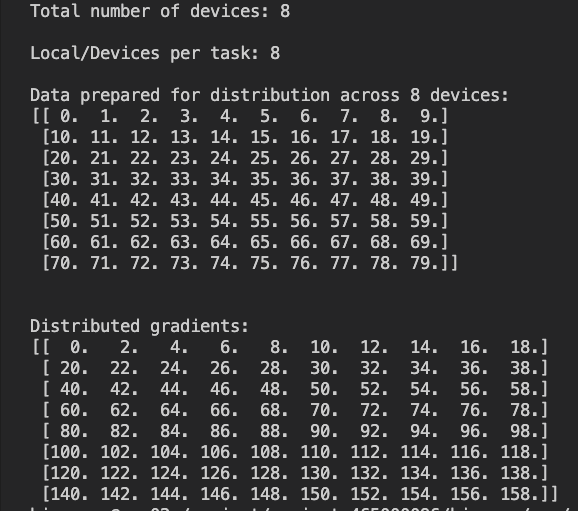 Total number of devices: 8
Local/Devices per task: 8
Data prepared for distribution across 8 devices:
[[ 0.  1.  2.  3.  4.  5.  6.  7.  8.  9.]
 [10. 11. 12. 13. 14. 15. 16. 17. 18. 19.]
 [20. 21. 22. 23. 24. 25. 26. 27. 28. 29.]
 [30. 31. 32. 33. 34. 35. 36. 37. 38. 39.]
 [40. 41. 42. 43. 44. 45. 46. 47. 48. 49.]
 [50. 51. 52. 53. 54. 55. 56. 57. 58. 59.]
 [60. 61. 62. 63. 64. 65. 66. 67. 68. 69.]
 [70. 71. 72. 73. 74. 75. 76. 77. 78. 79.]]
Distributed gradients:
[[  0.   2.   4.   6.   8.  10.  12.  14.  16.  18.]
 [ 20.  22.  24.  26.  28.  30.  32.  34.  36.  38.]
 [ 40.  42.  44.  46.  48.  50.  52.  54.  56.  58.]
 [ 60.  62.  64.  66.  68.  70.  72.  74.  76.  78.]
 [ 80.  82.  84.  86.  88.  90.  92.  94.  96.  98.]
 [100. 102. 104. 106. 108. 110. 112. 114. 116. 118.]
 [120. 122. 124. 126. 128. 130. 132. 134. 136. 138.]
 [140. 142. 144. 146. 148. 150. 152. 154. 156. 158.]]